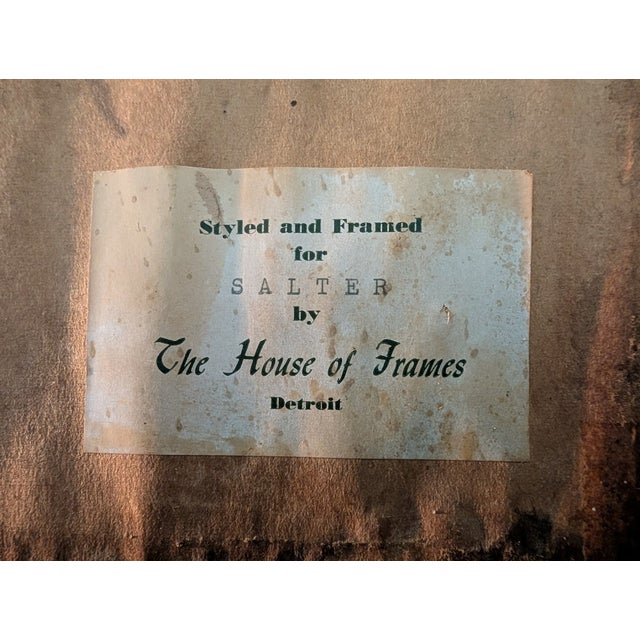 Styled and Framed
for
SALTER
by
The House of Frames
Detroit